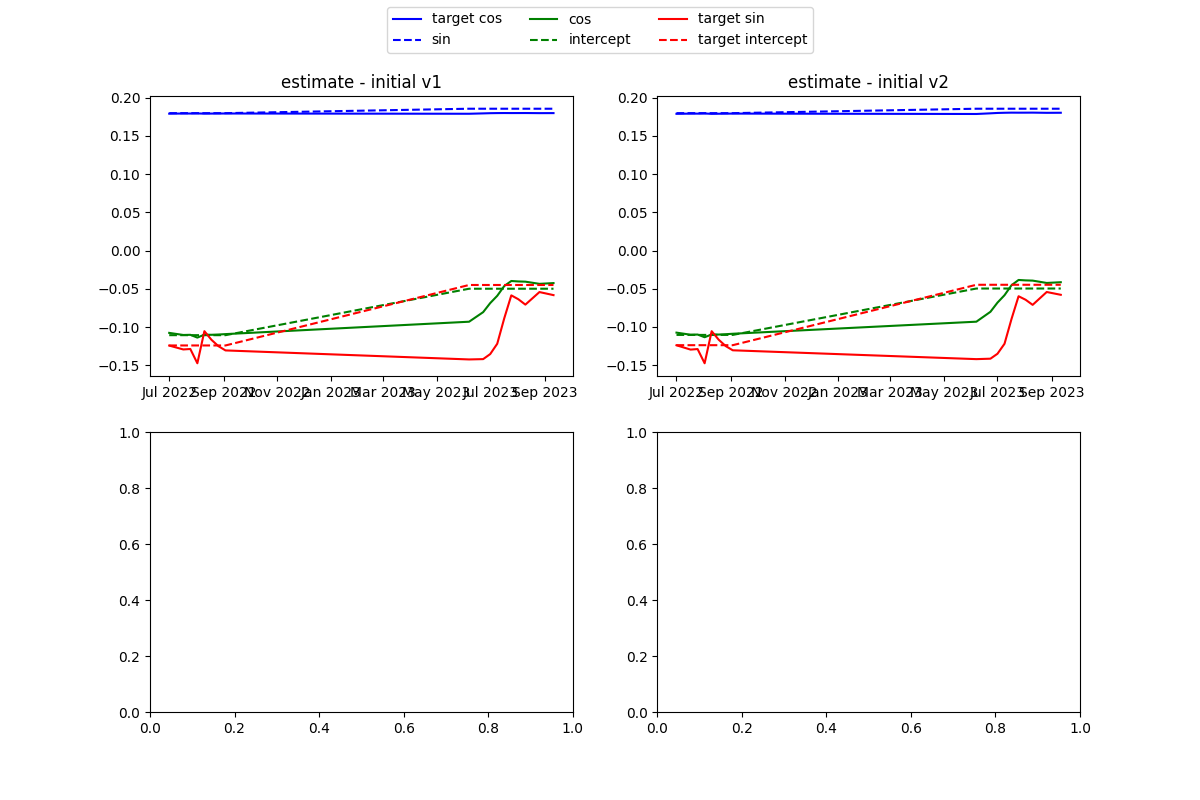 target cos cos target sin
sin intercept target intercept
estimate - initial v1 estimate - initial v2
0.20 0.20
0.15 0.15
0.10 0.10
0.05 0.05
0.00 0.00
−0.05 −0.05
−0.10 −0.10
−0.15 −0.15
Jul 2022 Sep 2022 Nov 2022 Jan 2023 Mar 2023 May 2023 Jul 2023 Sep 2023 Jul 2022 Sep 2022 Nov 2022 Jan 2023 Mar 2023 May 2023 Jul 2023 Sep 2023
1.0 1.0
0.8 0.8
0.6 0.6
0.4 0.4
0.2 0.2
0.0 0.0
0.0 0.2 0.4 0.6 0.8 1.0 0.0 0.2 0.4 0.6 0.8 1.0